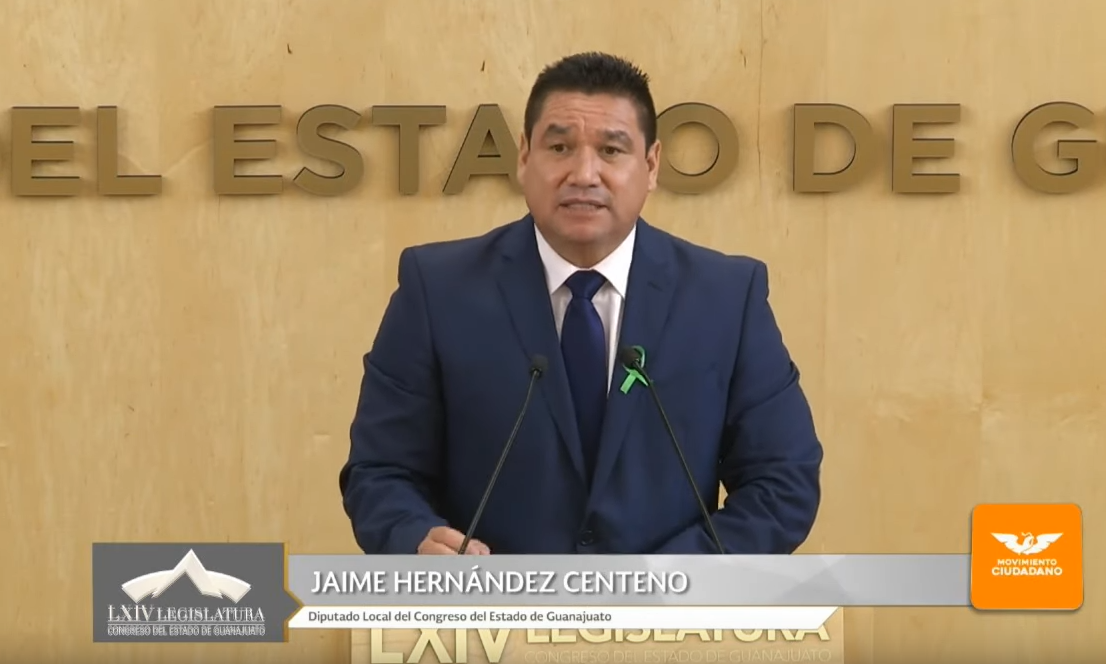 DEL ESTADO DE G
JAIME HERNÁNDEZ CENTENO
Diputado Local del Congreso del Estado de Guanajuato
LXIV LEGISLATURA
CONGRESO DEL ESTADO DE GUANAJUATO
MOVIMIENTO
CIUDADANO
LXIV LEGISLATURA
CONGRESO DEL ESTADO DE GUANAJUATO